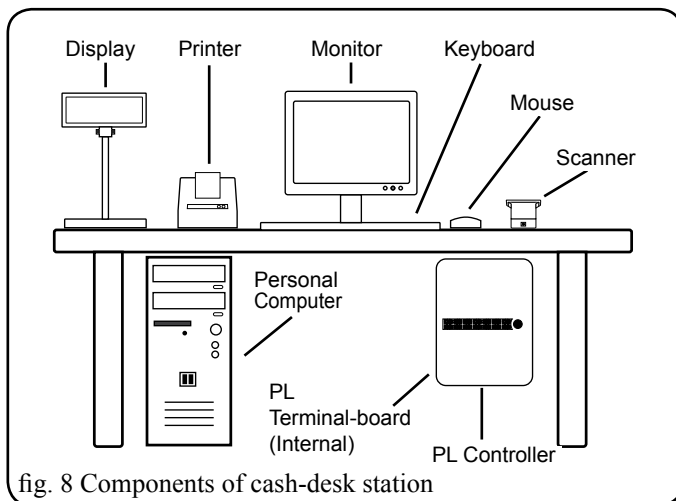 Display
Printer
Monitor
Keyboard
Mouse
Scanner
Personal
Computer
PL
Terminal-board
(Internal)
PL Controller
fig. 8 Components of cash-desk station